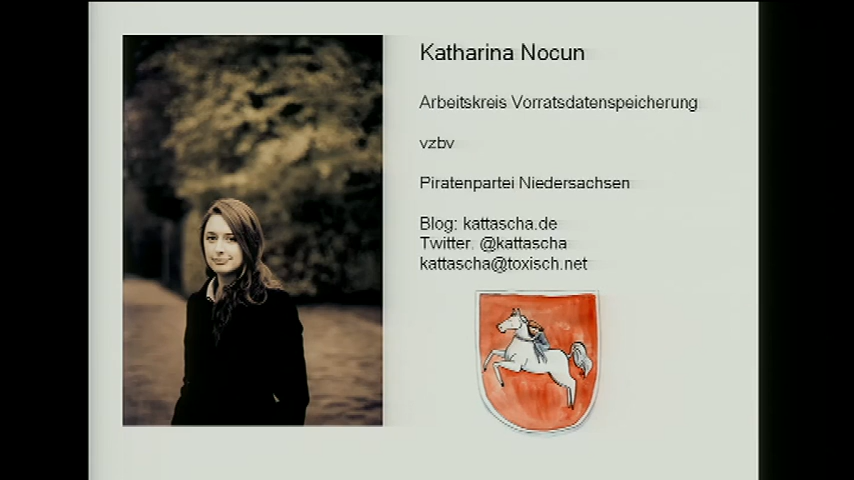 Katharina Nocun
Arbeitskreis Vorratsdatenspeicherung
vzbv
Piratenpartei Niedersachsen
Blog: kattascha.de
Twitter: @kattascha
kattascha@toxisch.net